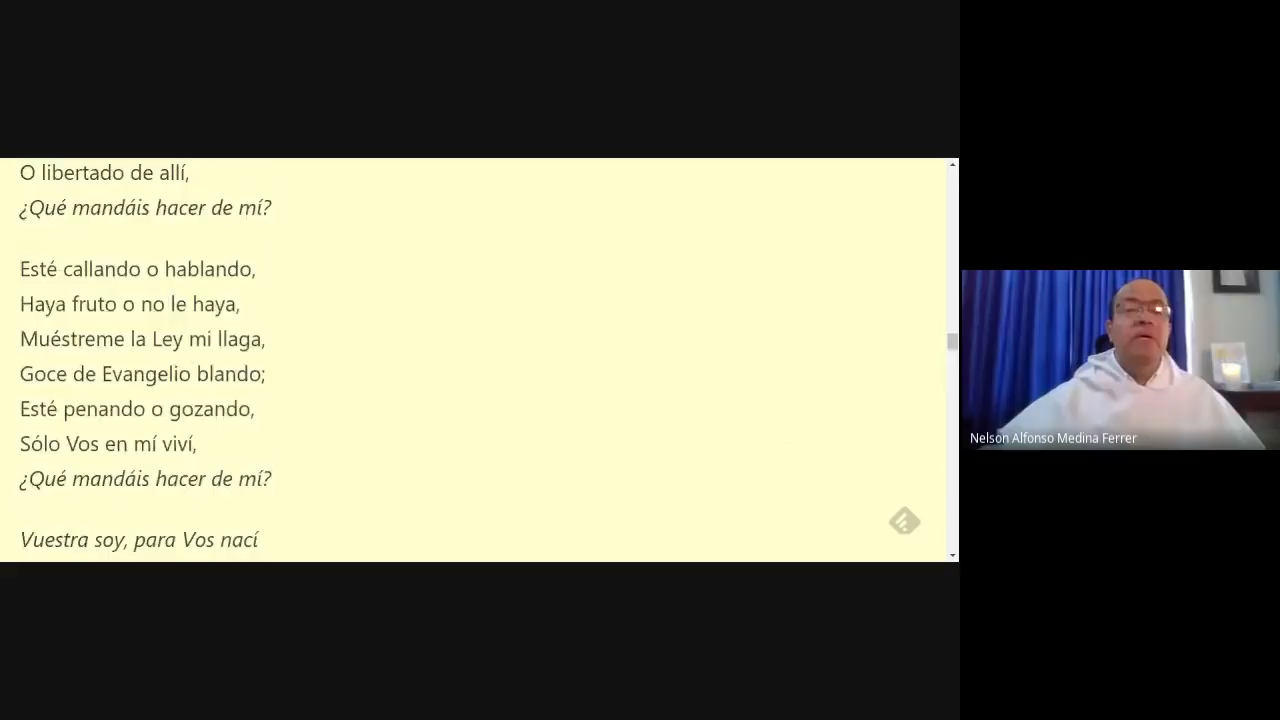 O libertado de allí,
¿Qué mandáis hacer de mí?
Esté callando o hablando,
Haya fruto o no le haya,
Muéstreme la Ley mi llaga,
Goce de Evangelio blando;
Esté penando o gozando,
Sólo Vos en mí viví,
¿Qué mandáis hacer de mí?
Vuestra soy, para Vos nací
Nelson Alfonso Medina Ferrer